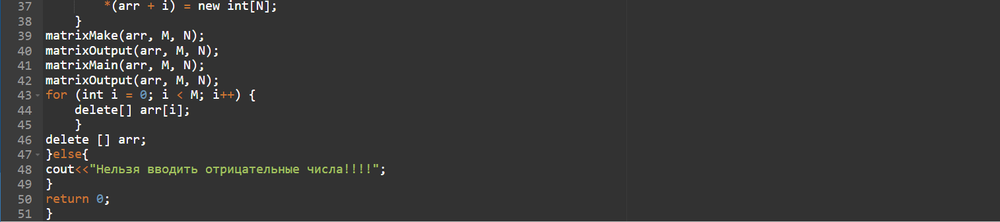 37 *(arr + i) = new int[N];
38 }
39 matrixMake(arr, M, N);
40 matrixOutput(arr, M, N);
41 matrixMain(arr, M, N);
42 matrixOutput(arr, M, N);
43 for (int i = 0; i < M; i++) {
44 delete[] arr[i];
45 }
46 delete [] arr;
47 }else{
48 cout<<"Нельзя вводить отрицательные числа!!!!";
49 }
50 return 0;
51 }